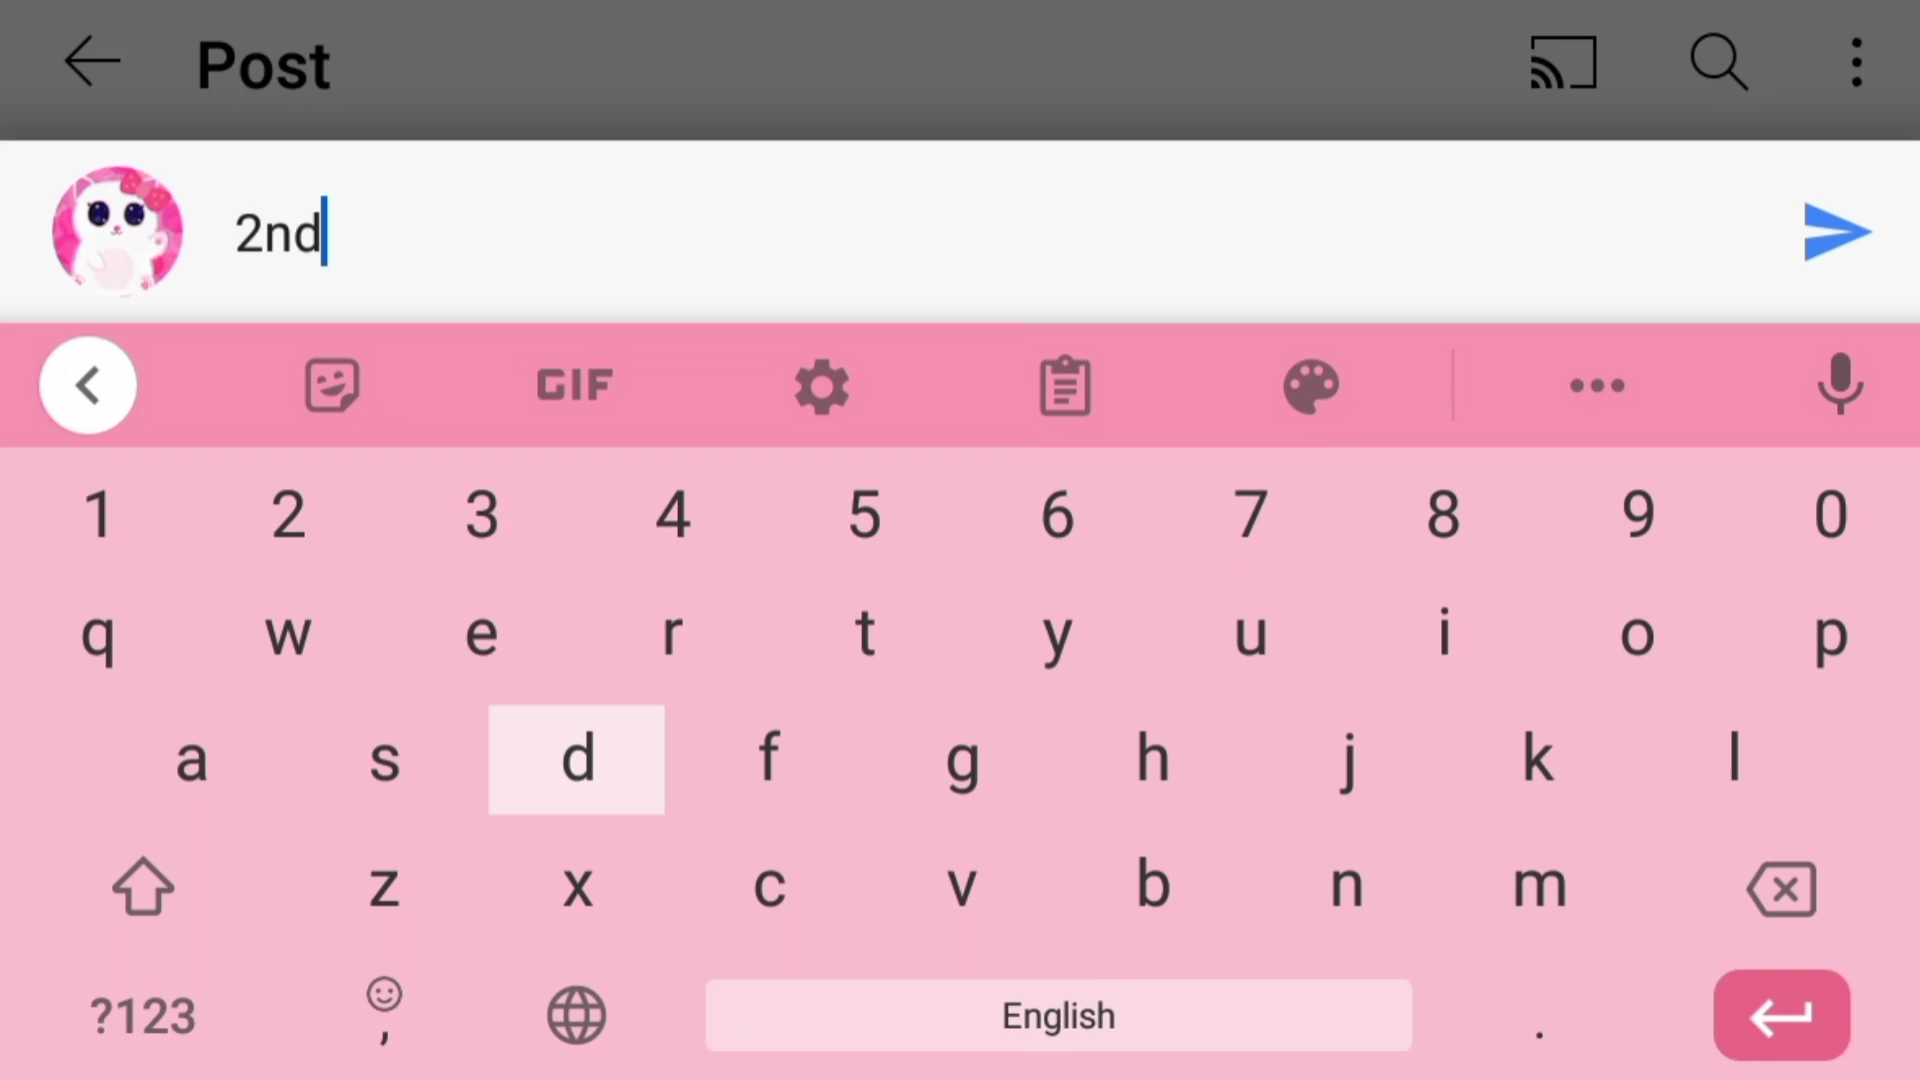 Post
2nd
GIF
1 2 3 4 5 6 7 8 9 0
q w e r t y u i o p
a s d f g h j k l
z x c v b n m
?123 , English .